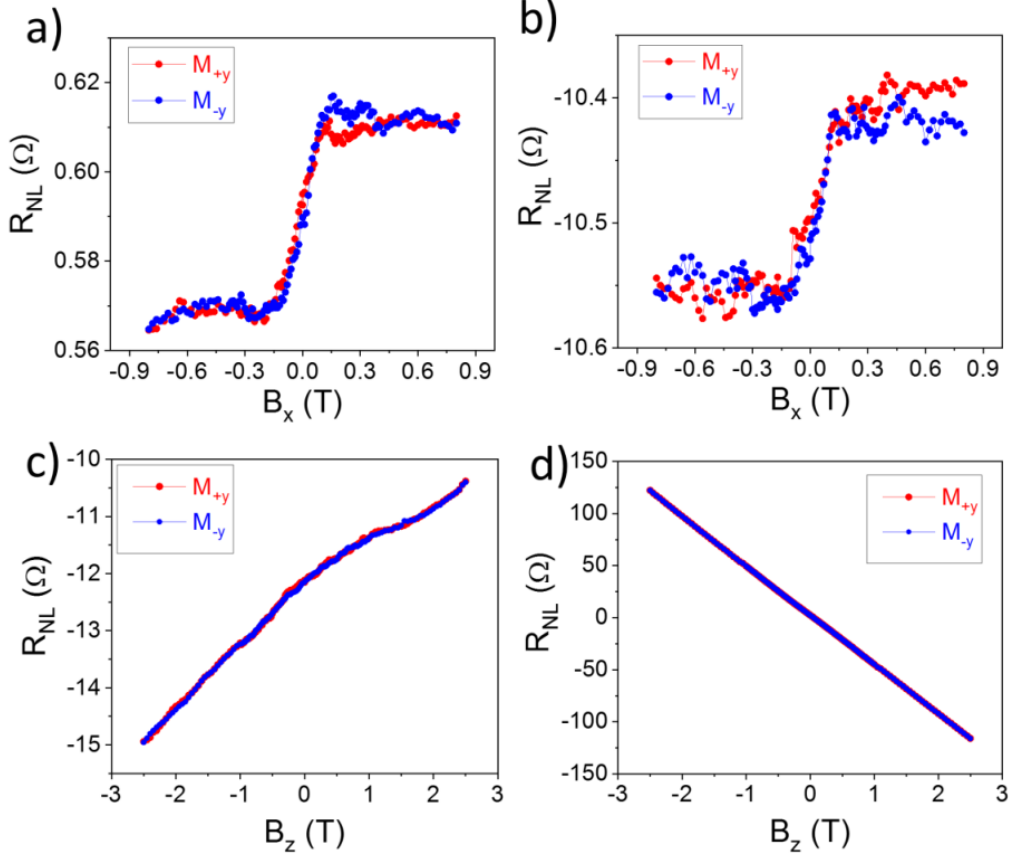 a)
M+y
M-y
RNL (Ω)
0.62
0.60
0.58
0.56
-0.9 -0.6 -0.3 0.0 0.3 0.6 0.9
Bx (T)
b)
M+y
M-y
RNL (Ω)
-10.4
-10.5
-10.6
-0.9 -0.6 -0.3 0.0 0.3 0.6 0.9
Bx (T)
c)
M+y
M-y
RNL (Ω)
-10
-11
-12
-13
-14
-15
-3 -2 -1 0 1 2 3
Bz (T)
d)
M+y
M-y
RNL (Ω)
150
100
50
0
-50
-100
-150
-3 -2 -1 0 1 2 3
Bz (T)